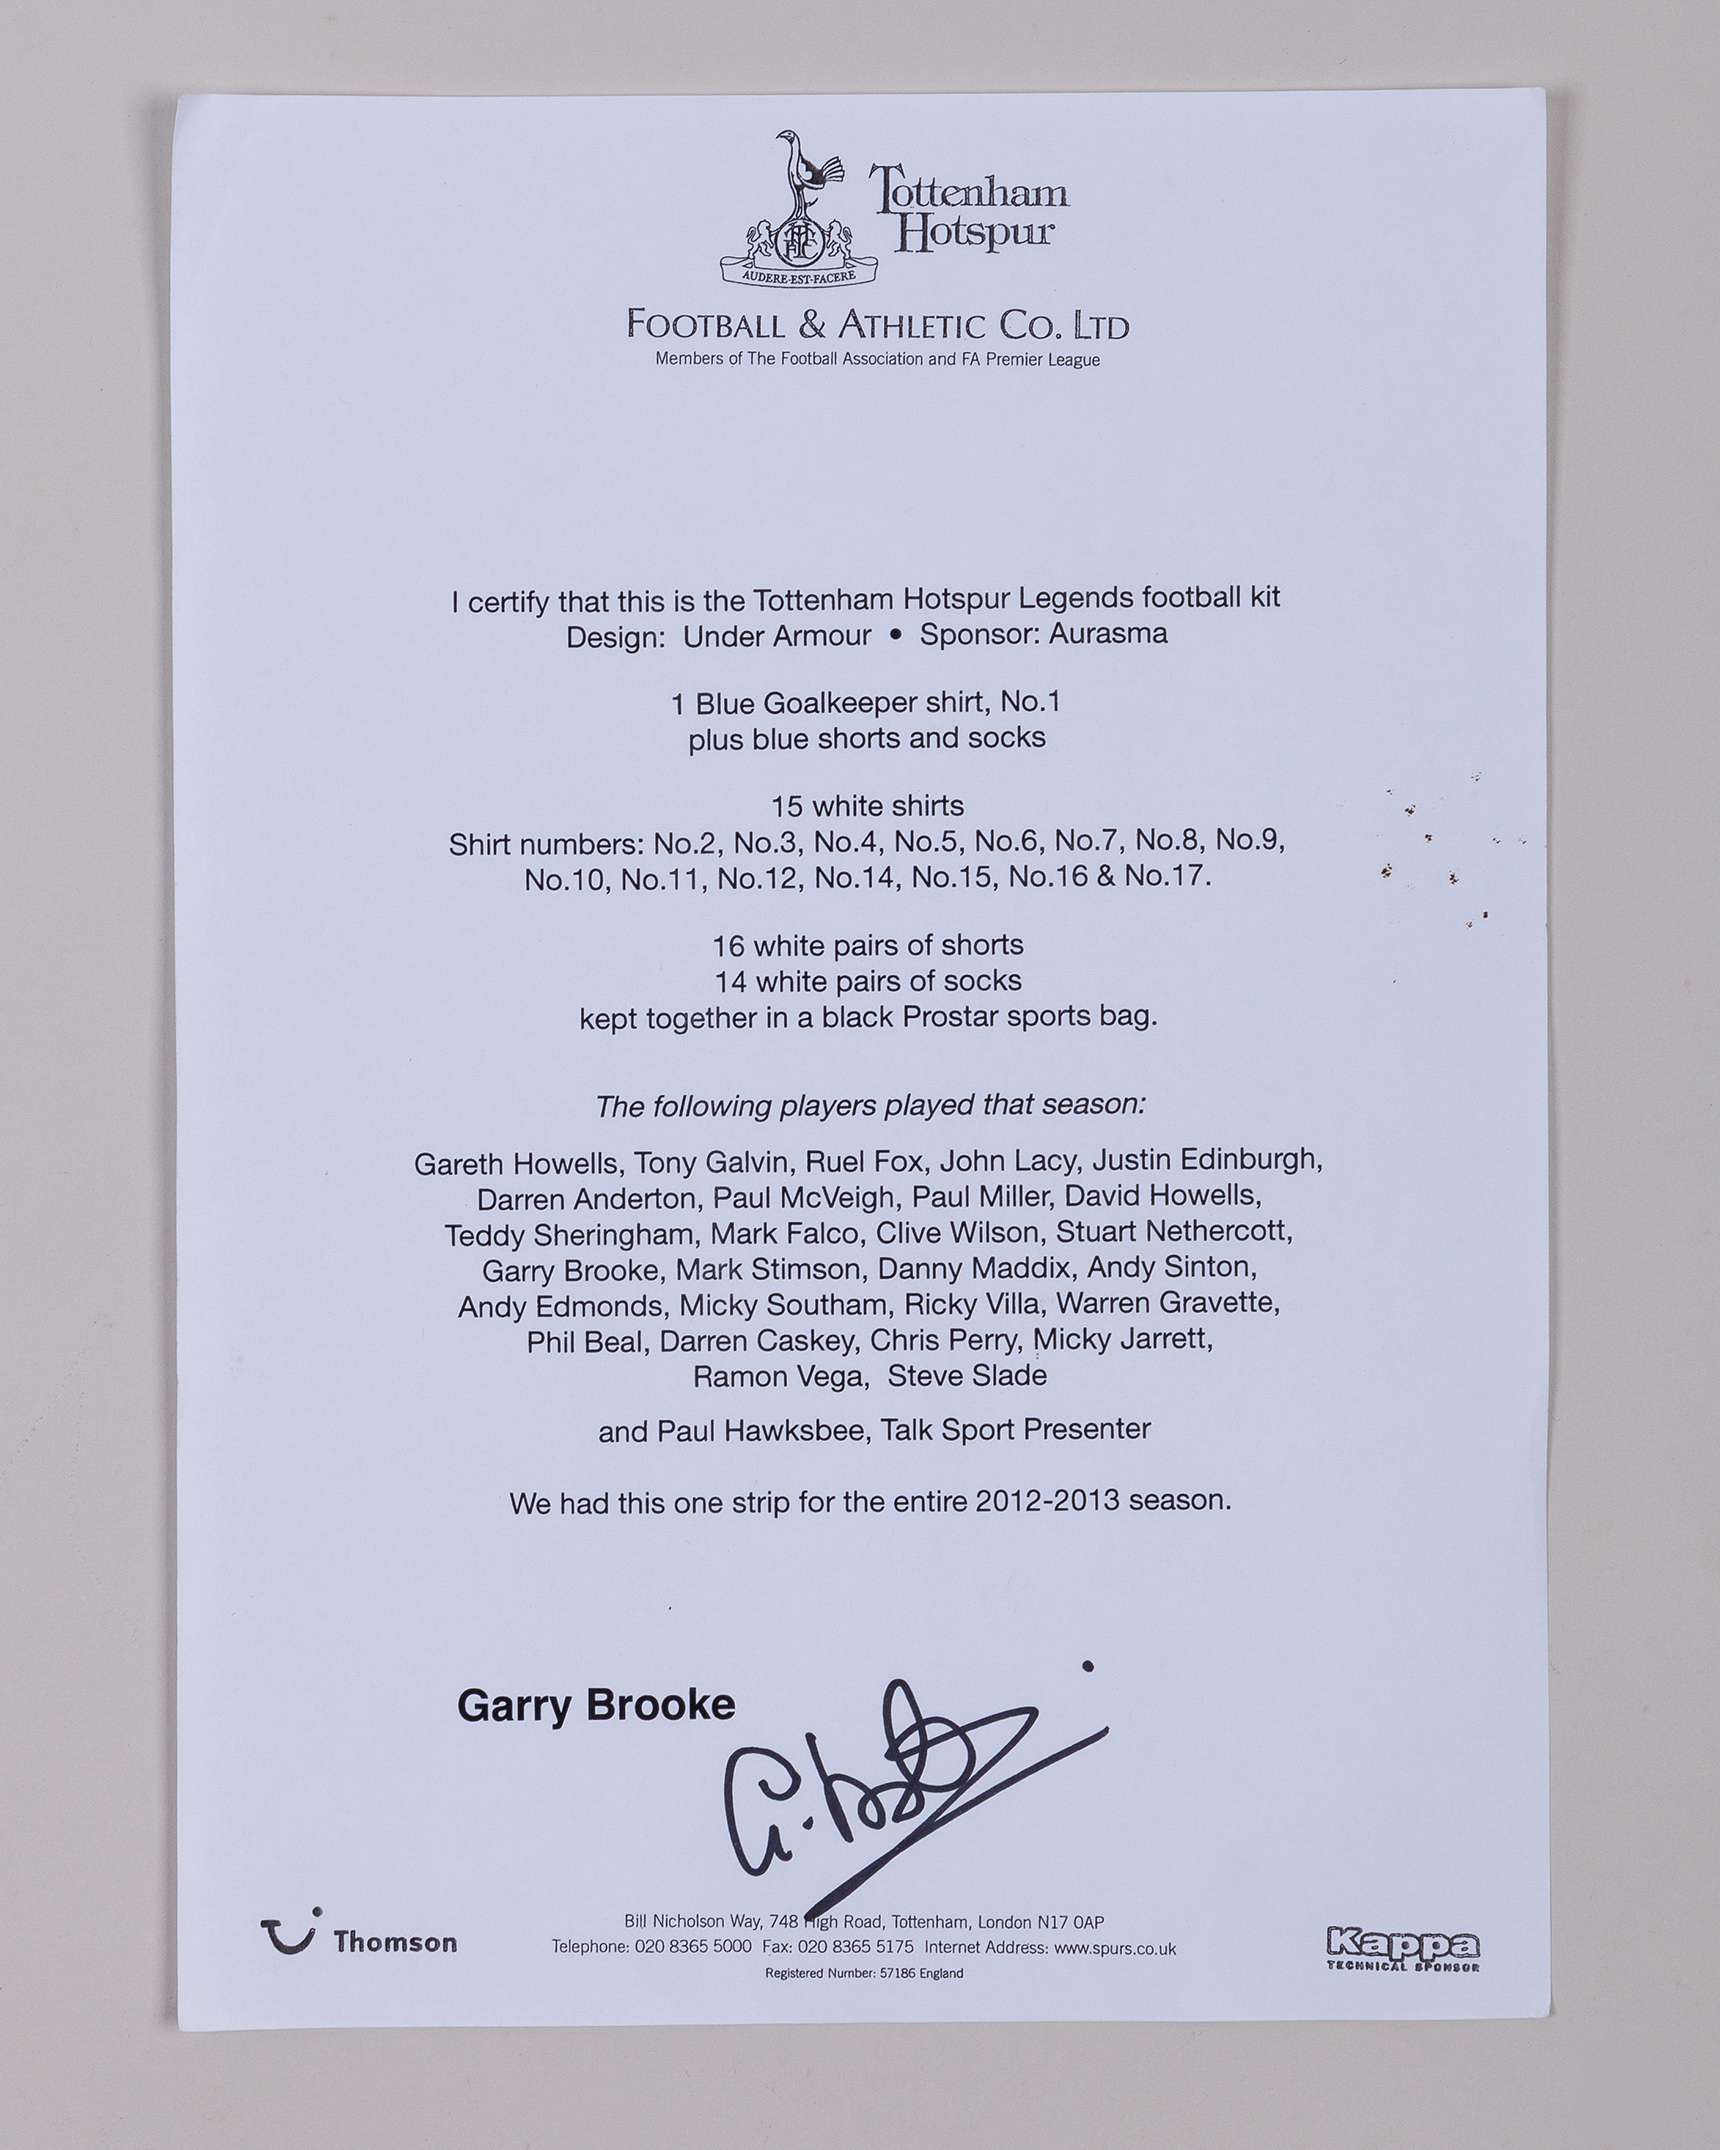 Tottenham
Hotspur
AUDERE·EST·FACERE
FOOTBALL & ATHLETIC CO. LTD
Members of The Football Association and FA Premier League
I certify that this is the Tottenham Hotspur Legends football kit
Design: Under Armour • Sponsor: Aurasma
1 Blue Goalkeeper shirt, No.1
plus blue shorts and socks
15 white shirts
Shirt numbers: No.2, No.3, No.4, No.5, No.6, No.7, No.8, No.9,
No.10, No.11, No.12, No.14, No.15, No.16 & No.17.
16 white pairs of shorts
14 white pairs of socks
kept together in a black Prostar sports bag.
The following players played that season:
Gareth Howells, Tony Galvin, Ruel Fox, John Lacy, Justin Edinburgh,
Darren Anderton, Paul McVeigh, Paul Miller, David Howells,
Teddy Sheringham, Mark Falco, Clive Wilson, Stuart Nethercott,
Garry Brooke, Mark Stimson, Danny Maddix, Andy Sinton,
Andy Edmonds, Micky Southam, Ricky Villa, Warren Gravette,
Phil Beal, Darren Caskey, Chris Perry, Micky Jarrett,
Ramon Vega, Steve Slade
and Paul Hawksbee, Talk Sport Presenter
We had this one strip for the entire 2012-2013 season.
Garry Brooke
Thomson
Bill Nicholson Way, 748 High Road, Tottenham, London N17 0AP
Telephone: 020 8365 5000 Fax: 020 8365 5175 Internet Address: www.spurs.co.uk
Registered Number: 57186 England
Kappa
TECHNICAL SPONSOR